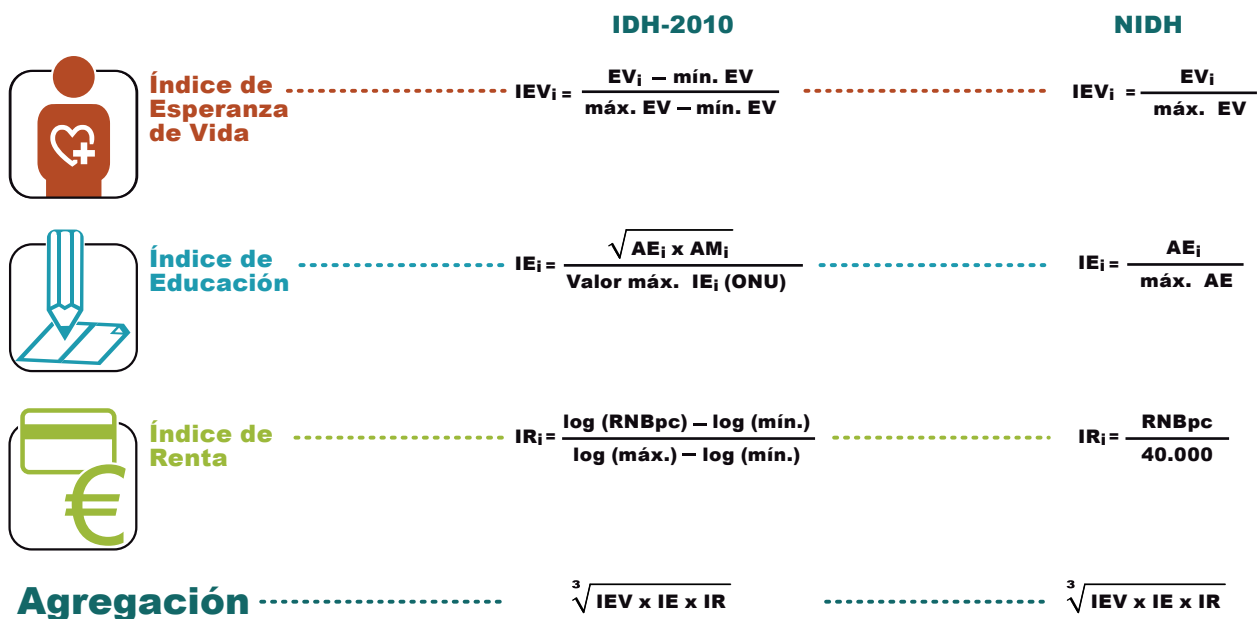 IDH-2010 NIDH
Índice de
Esperanza
de Vida
IEVi = EVi – mín. EV
máx. EV – mín. EV
IEVi = EVi
máx. EV
Índice de
Educación
IEi = √AEi x AMi
Valor máx. IEi (ONU)
IEi = AEi
máx. AE
Índice de
Renta
IRi = log (RNBpc) – log (mín.)
log (máx.) – log (mín.)
IRi = RNBpc
40.000
€
Agregación
3√IEV x IE x IR
3√IEV x IE x IR